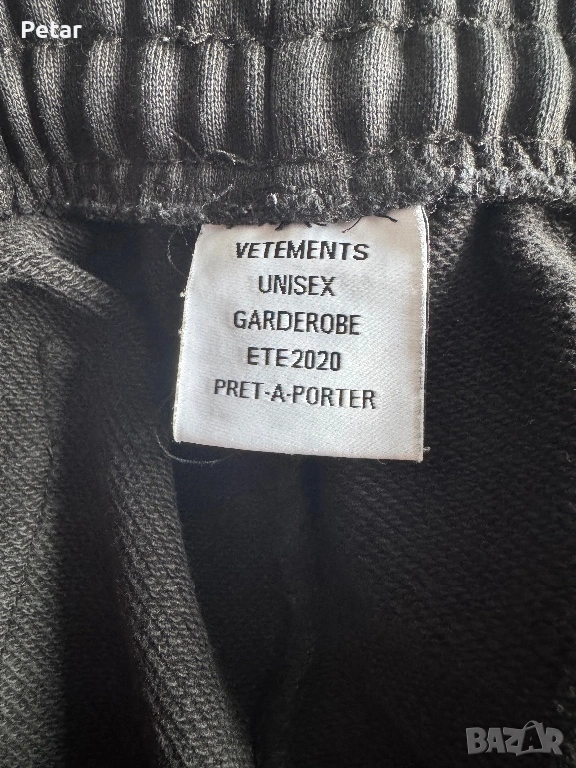 Petar
VETEMENTS
UNISEX
GARDEROBE
ETE2020
PRET-A-PORTER
BAZAR